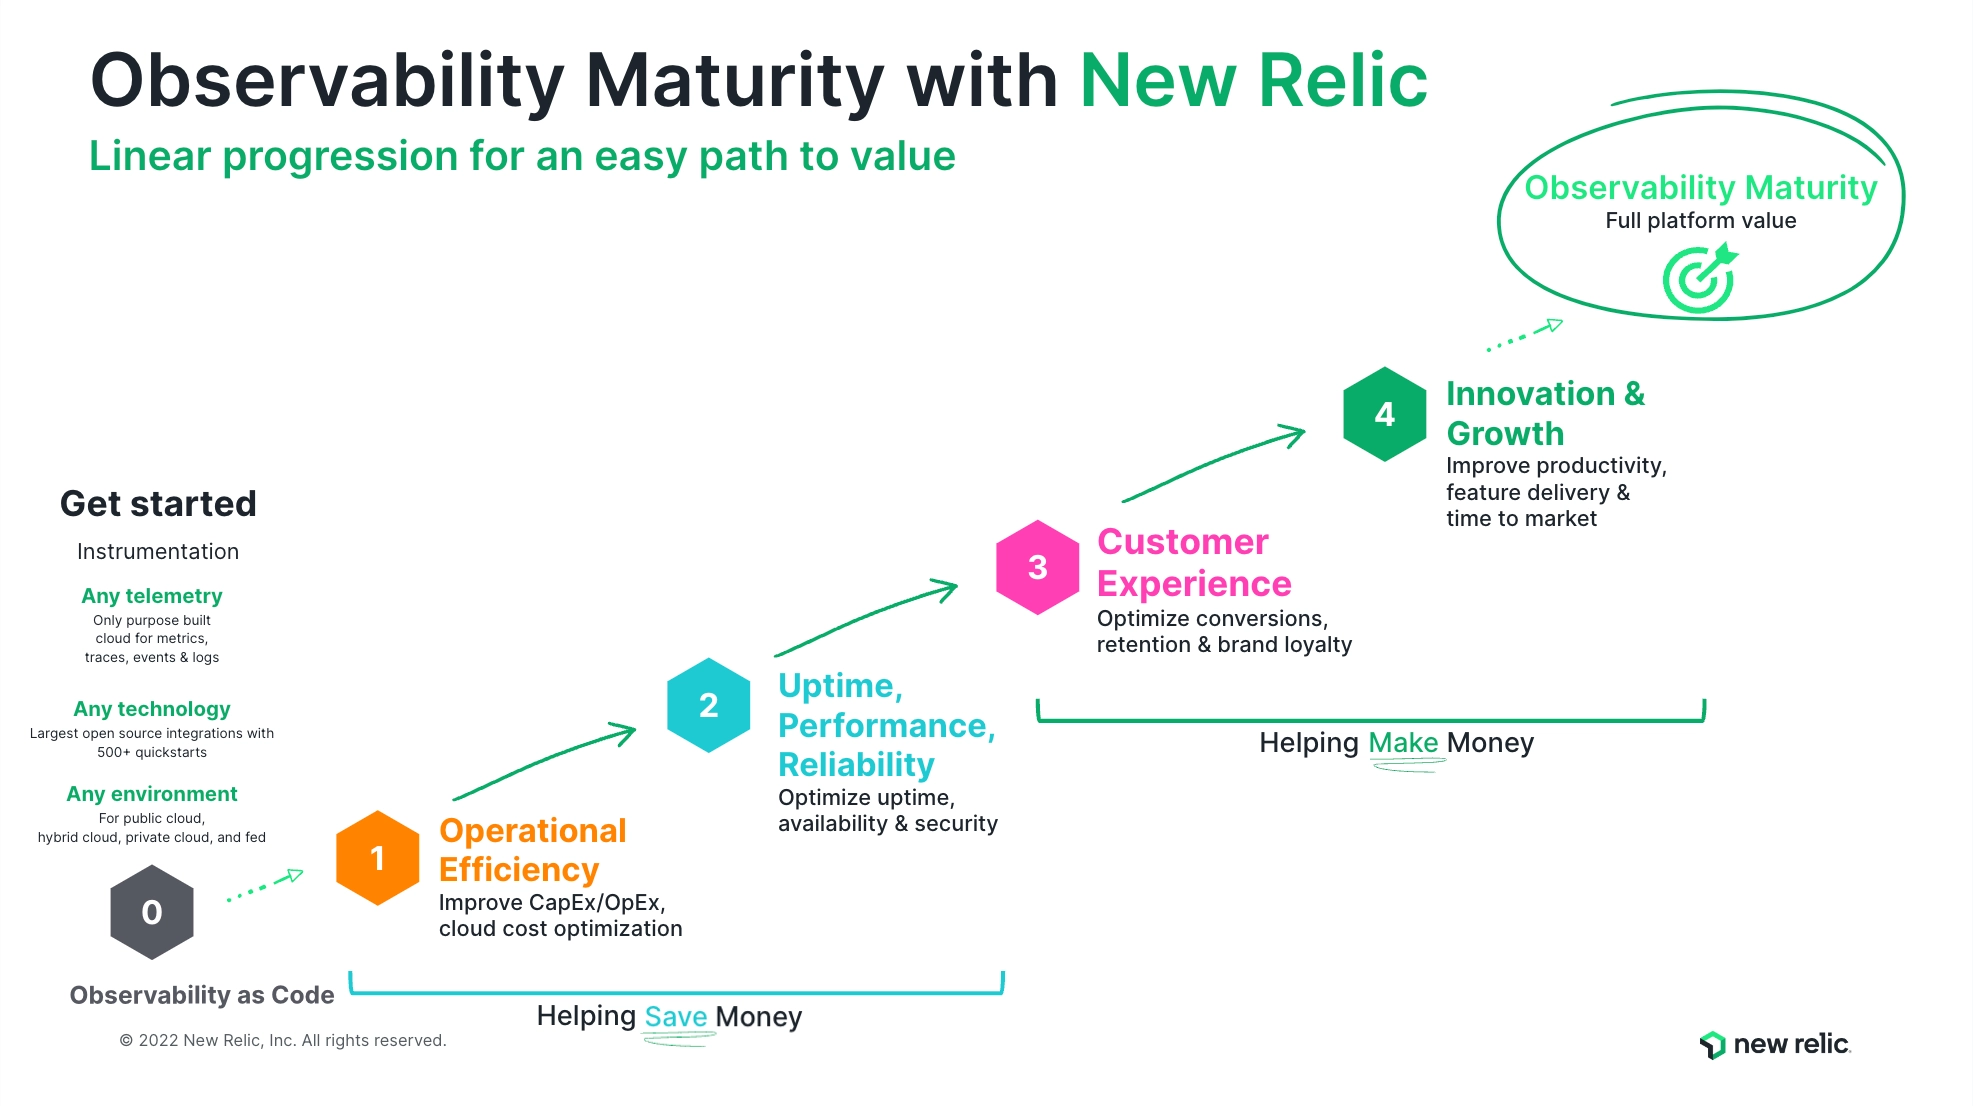 Observability Maturity with New Relic
Linear progression for an easy path to value
Observability Maturity
Full platform value
4
Innovation &
Growth
Improve productivity,
feature delivery &
time to market
3
Customer
Experience
Optimize conversions,
retention & brand loyalty
Helping Make Money
2
Uptime,
Performance,
Reliability
Optimize uptime,
availability & security
1
Operational
Efficiency
Improve CapEx/OpEx,
cloud cost optimization
Helping Save Money
Get started
Instrumentation
Any telemetry
Only purpose built
cloud for metrics,
traces, events & logs
Any technology
Largest open source integrations with
500+ quickstarts
Any environment
For public cloud,
hybrid cloud, private cloud, and fed
0
Observability as Code
© 2022 New Relic, Inc. All rights reserved.
new relic